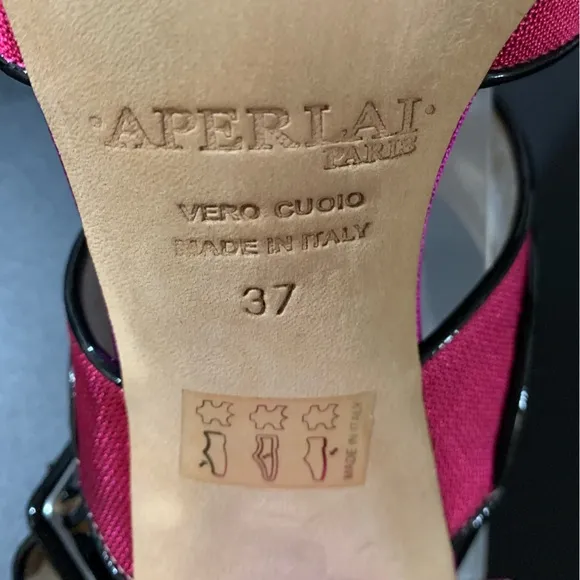 ·APERLAI·
PARIS
VERO CUOIO
MADE IN ITALY
37
MADE IN ITALY